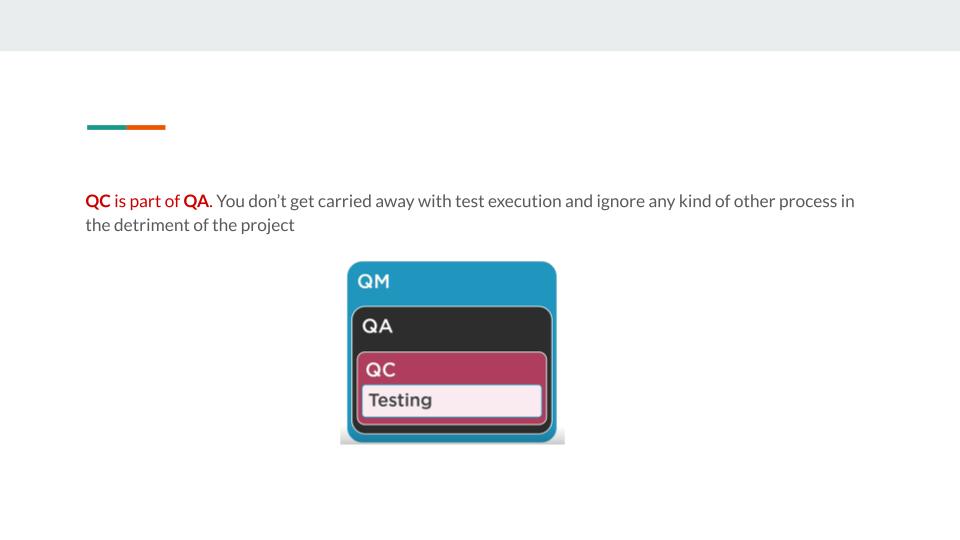 QC is part of QA. You don’t get carried away with test execution and ignore any kind of other process in
the detriment of the project
QM
QA
QC
Testing